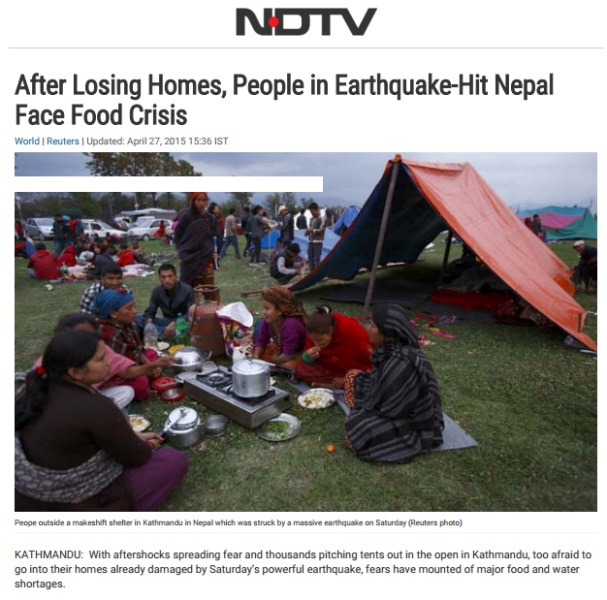 NDTV
After Losing Homes, People in Earthquake-Hit Nepal
Face Food Crisis
World | Reuters | Updated: April 27, 2015 15:36 IST
Peope outside a makeshift shelter in Kathmandu in Nepal which was struck by a massive earthquake on Saturday (Reuters photo)
KATHMANDU: With aftershocks spreading fear and thousands pitching tents out in the open in Kathmandu, too afraid to
go into their homes already damaged by Saturday's powerful earthquake, fears have mounted of major food and water
shortages.